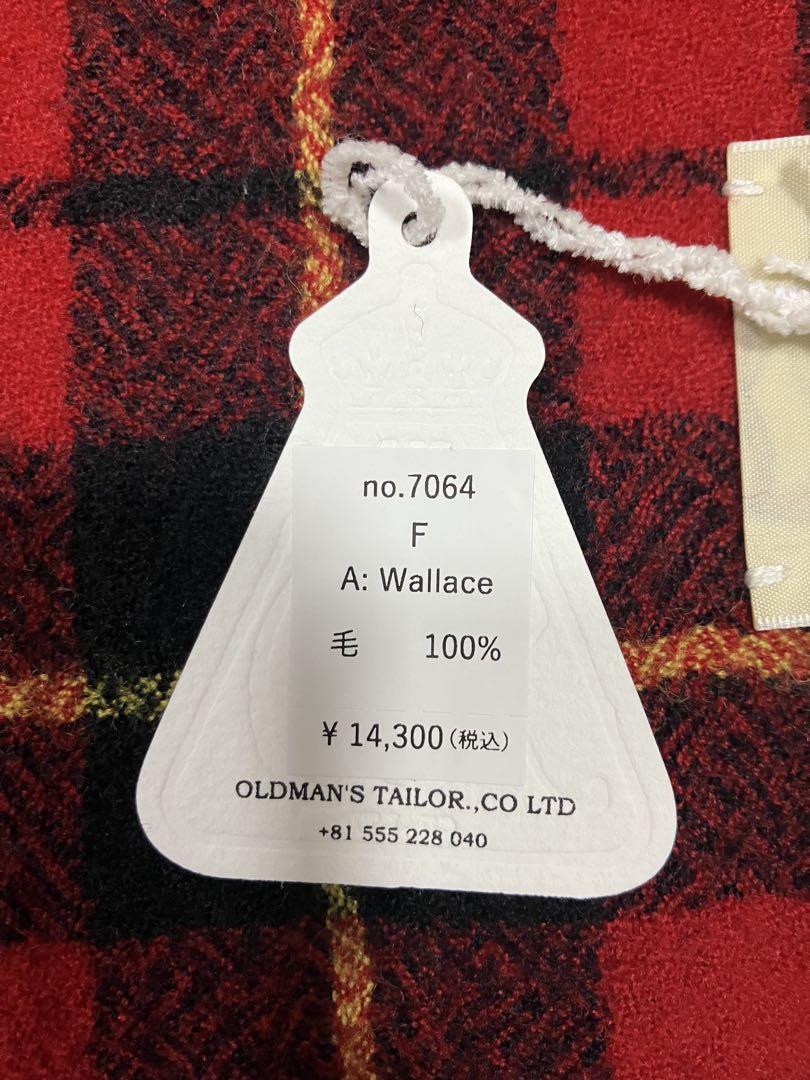 no.7064
F
A: Wallace
毛 100%
¥ 14,300(税込)
OLDMAN'S TAILOR.,CO LTD
+81 555 228 040